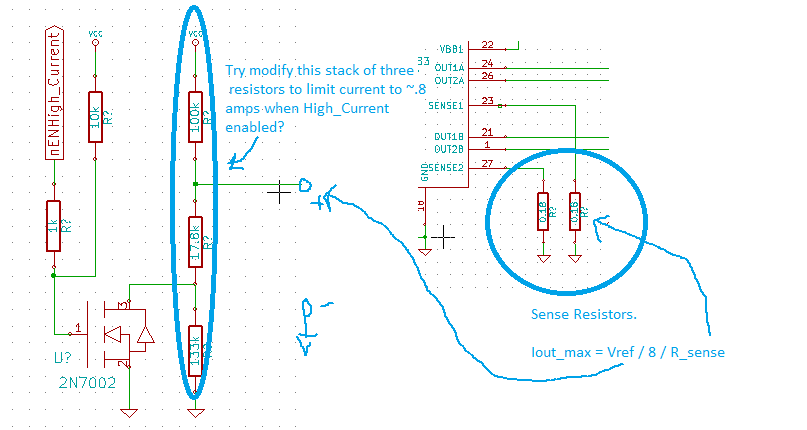 nENHigh_Current
vcc
10k
R?
1k
R?
1
3
2
U?
2N7002
vcc
100k
R?
17.8k
R?
133k
R?
Try modify this stack of three
resistors to limit current to ~.8
amps when High_Current
enabled?
33
VBB1
22
OUT1A
24
OUT2A
26
SENSE1
23
OUT1B
21
OUT2B
1
SENSE2
27
GND
18
0.18
R?
0.18
R?
Sense Resistors.
Iout_max = Vref / 8 / R_sense